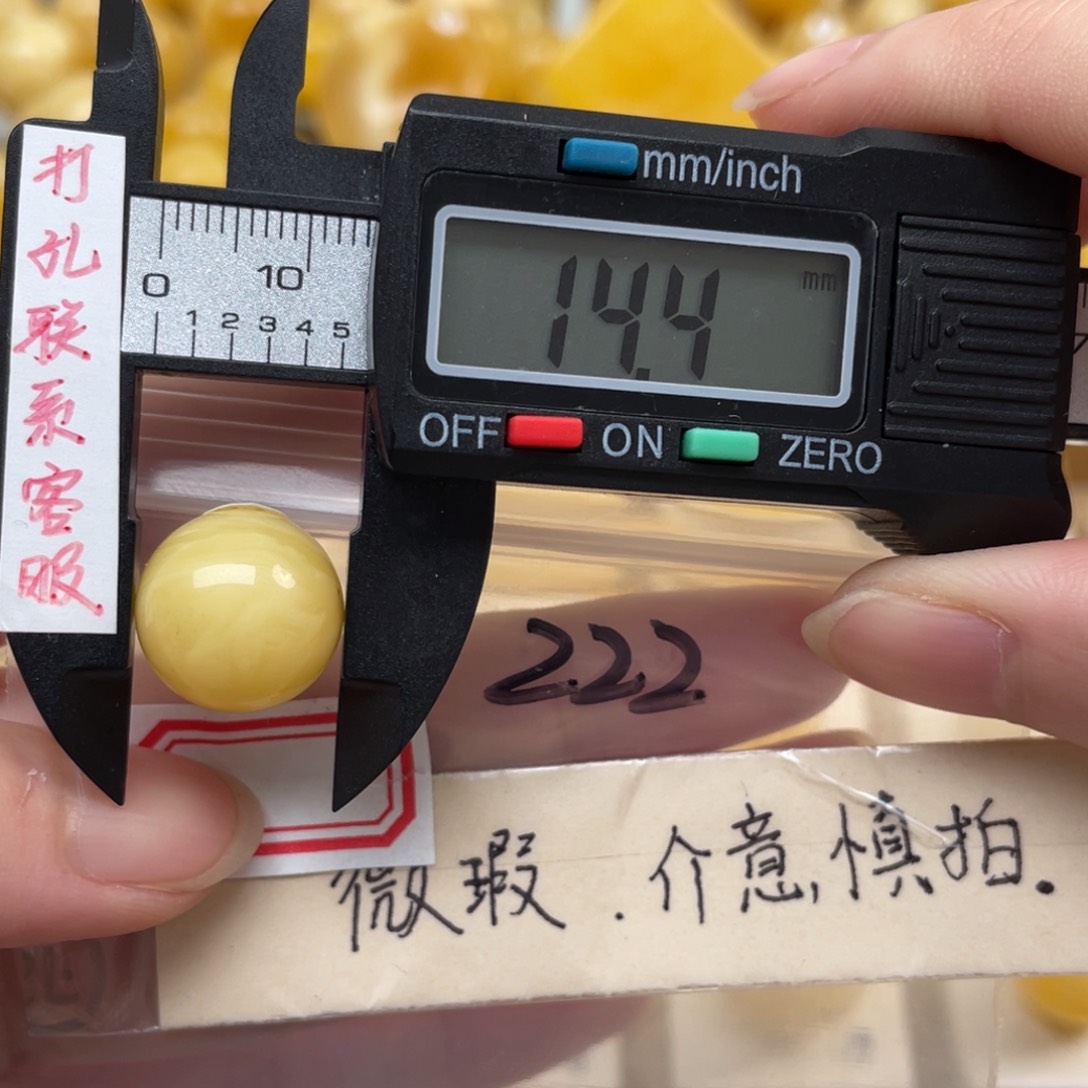 打孔联系客服
mm/inch
0 10
1 2 3 4 5
14.4 mm
OFF ON ZERO
222
微瑕.介意,慎拍.